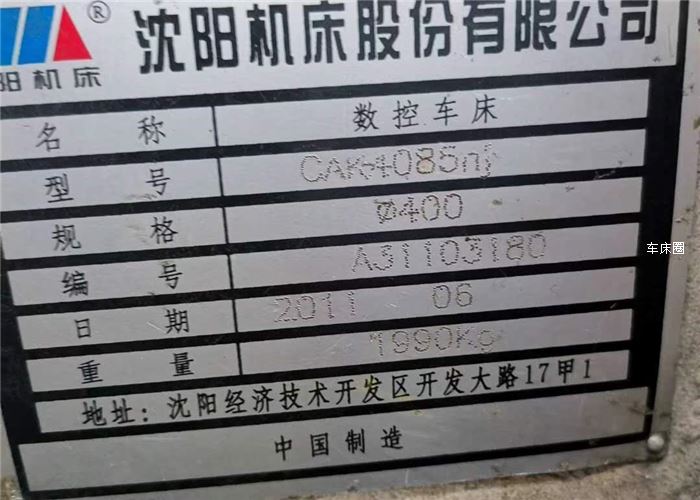 ®
沈阳机床股份有限公司
阳机床
名称 数控车床
型号 CAK4085nj
规格 Φ400
编号 A31103180
车床圈
日期 2011 06
重量 1990Kg
地址：沈阳经济技术开发区开发大路17甲1
中国制造